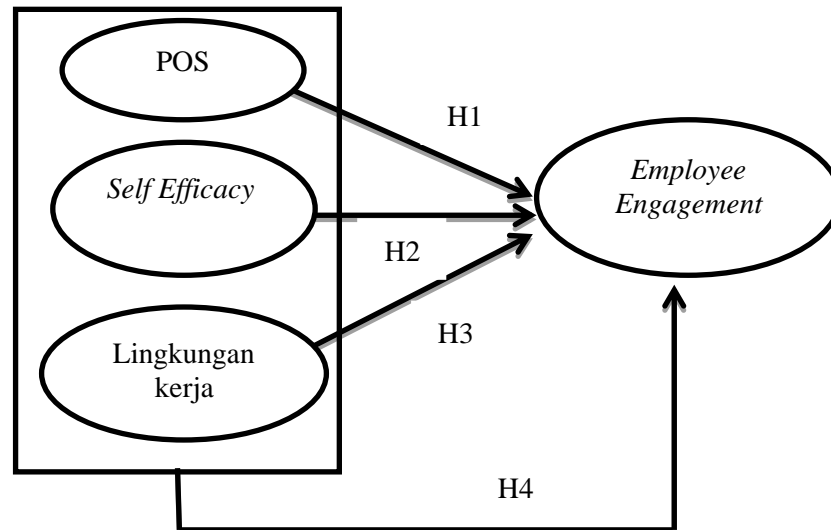 POS
H1
Self Efficacy
Employee
Engagement
H2
H3
Lingkungan
kerja
H4